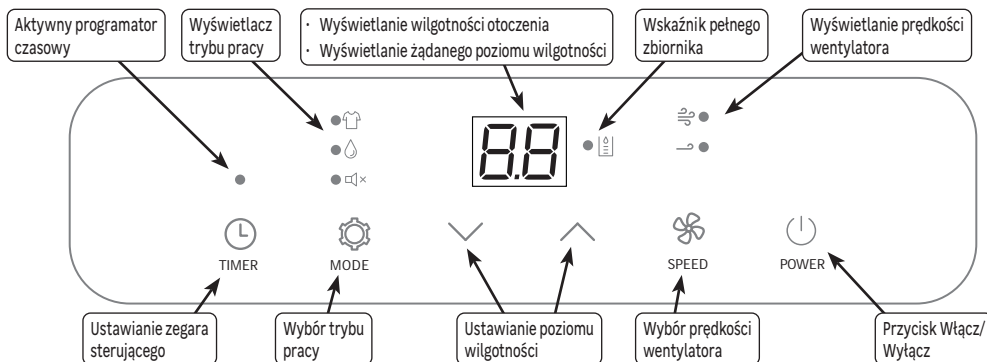 Aktywny programator
czasowy
Wyświetlacz
trybu pracy
· Wyświetlanie wilgotności otoczenia
· Wyświetlanie żądanego poziomu wilgotności
Wskaźnik pełnego
zbiornika
Wyświetlanie prędkości
wentylatora
8.8
TIMER
MODE
SPEED
POWER
Ustawianie zegara
sterującego
Wybór trybu
pracy
Ustawianie poziomu
wilgotności
Wybór prędkości
wentylatora
Przycisk Włącz/
Wyłącz